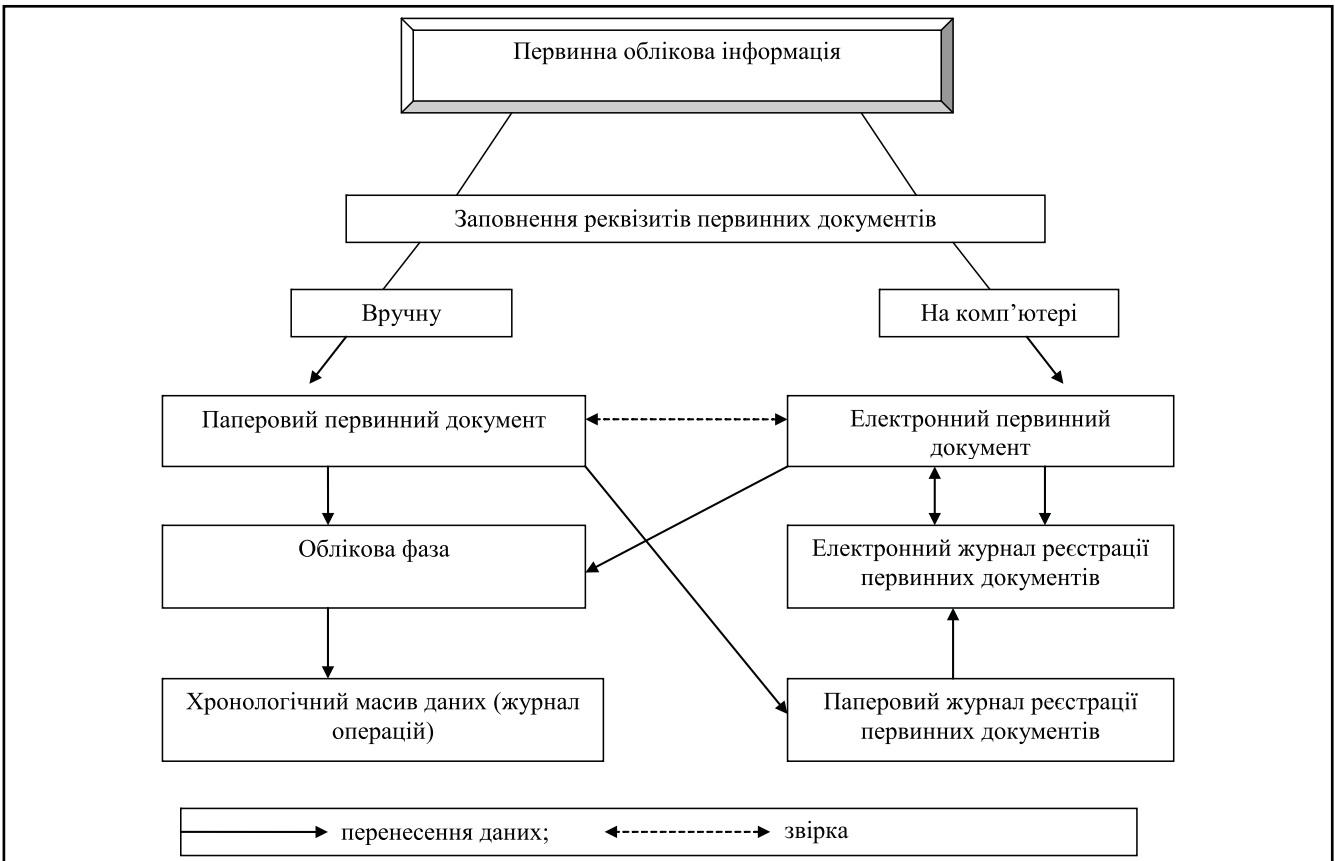 Первинна облікова інформація
Заповнення реквізитів первинних документів
Вручну
На комп’ютері
Паперовий первинний документ
Електронний первинний
документ
Облікова фаза
Електронний журнал реєстрації
первинних документів
Хронологічний масив даних (журнал
операцій)
Паперовий журнал реєстрації
первинних документів
перенесення даних;
звірка